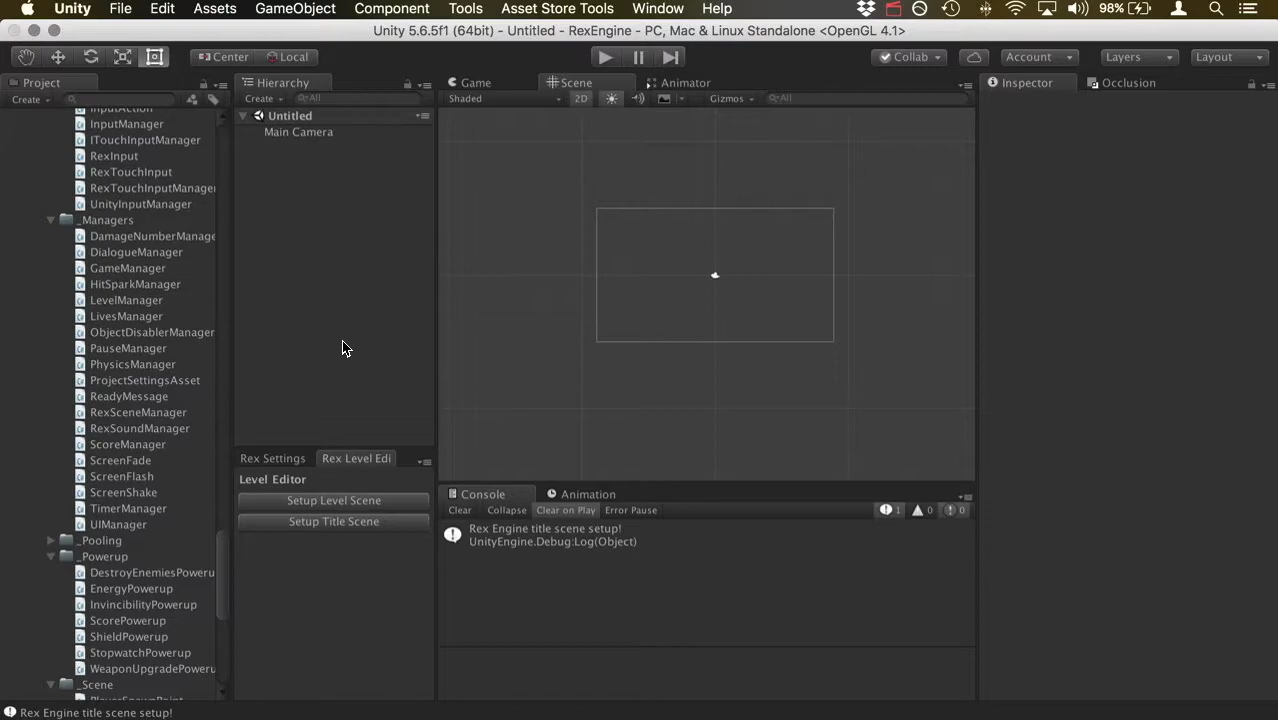 Unity File Edit Assets GameObject Component Tools Asset Store Tools Window Help 98%
Unity 5.6.5f1 (64bit) - Untitled - RexEngine - PC, Mac & Linux Standalone <OpenGL 4.1>
Center Local Collab Account Layers Layout
Project
Create
InputAction
InputManager
ITouchInputManager
RexInput
RexTouchInput
RexTouchInputManager
UnityInputManager
_Managers
DamageNumberManage
DialogueManager
GameManager
HitSparkManager
LevelManager
LivesManager
ObjectDisablerManager
PauseManager
PhysicsManager
ProjectSettingsAsset
ReadyMessage
RexSceneManager
RexSoundManager
ScoreManager
ScreenFade
ScreenFlash
ScreenShake
TimerManager
UIManager
_Pooling
_Powerup
DestroyEnemiesPoweru
EnergyPowerup
InvincibilityPowerup
ScorePowerup
ShieldPowerup
StopwatchPowerup
WeaponUpgradePoweru
_Scene
PlayerSpawnPoint
Hierarchy
Create All
Untitled
Main Camera
Rex Settings Rex Level Edi
Level Editor
Setup Level Scene
Setup Title Scene
Game Scene Animator
Shaded 2D Gizmos All
Console Animation
Clear Collapse Clear on Play Error Pause 1 0 0
Rex Engine title scene setup!
UnityEngine.Debug:Log(Object)
Inspector Occlusion
Rex Engine title scene setup!